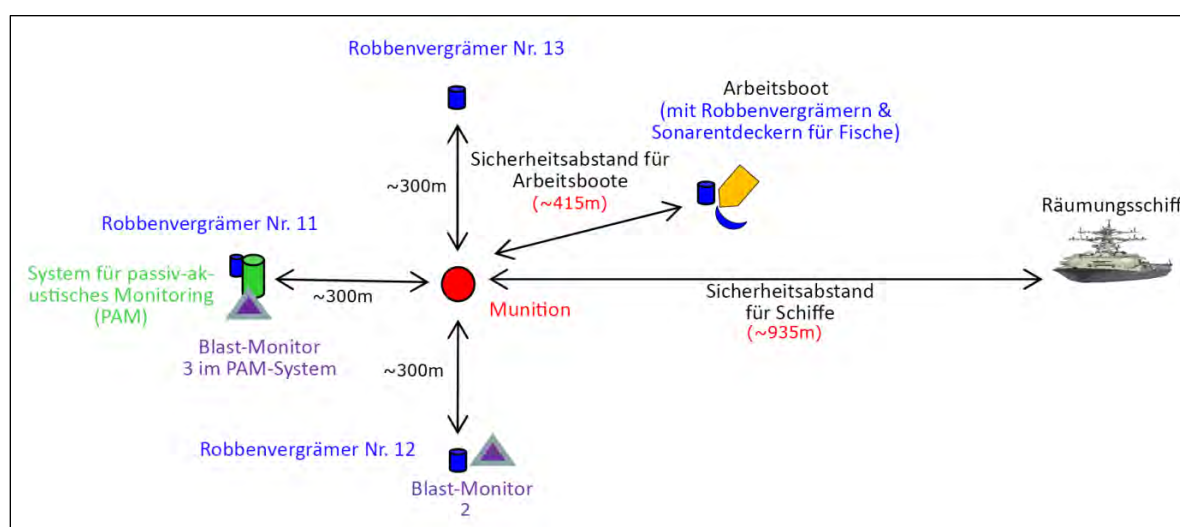 Robbenvergrämer Nr. 13
Arbeitsboot
(mit Robbenvergrämern &
Sonarentdeckern für Fische)
Sicherheitsabstand für
Arbeitsboote
(~415m)
~300m
Räumungsschiff
Robbenvergrämer Nr. 11
System für passiv-ak-
ustisches Monitoring
(PAM)
~300m
Munition
Sicherheitsabstand
für Schiffe
(~935m)
Blast-Monitor
3 im PAM-System
~300m
Robbenvergrämer Nr. 12
Blast-Monitor
2